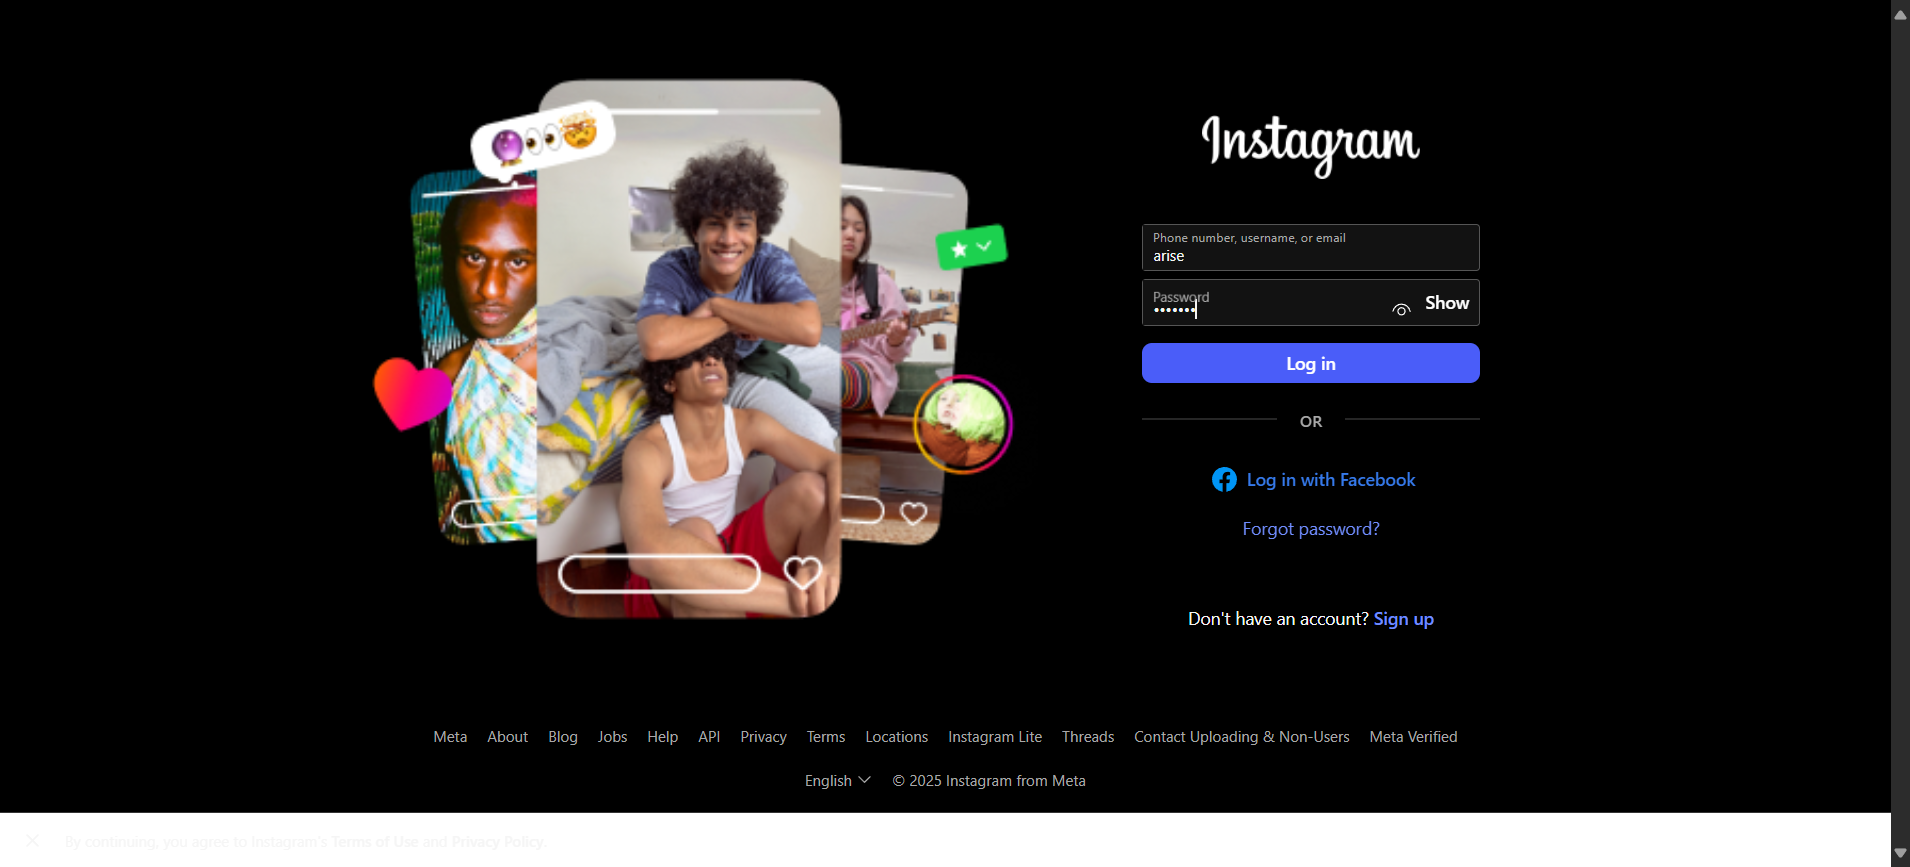 Instagram
Phone number, username, or email
arise
Password
•••••••
Show
Log in
OR
Log in with Facebook
Forgot password?
Don't have an account? Sign up
Meta About Blog Jobs Help API Privacy Terms Locations Instagram Lite Threads Contact Uploading & Non-Users Meta Verified
English © 2025 Instagram from Meta
By continuing, you agree to Instagram's Terms of Use and Privacy Policy.